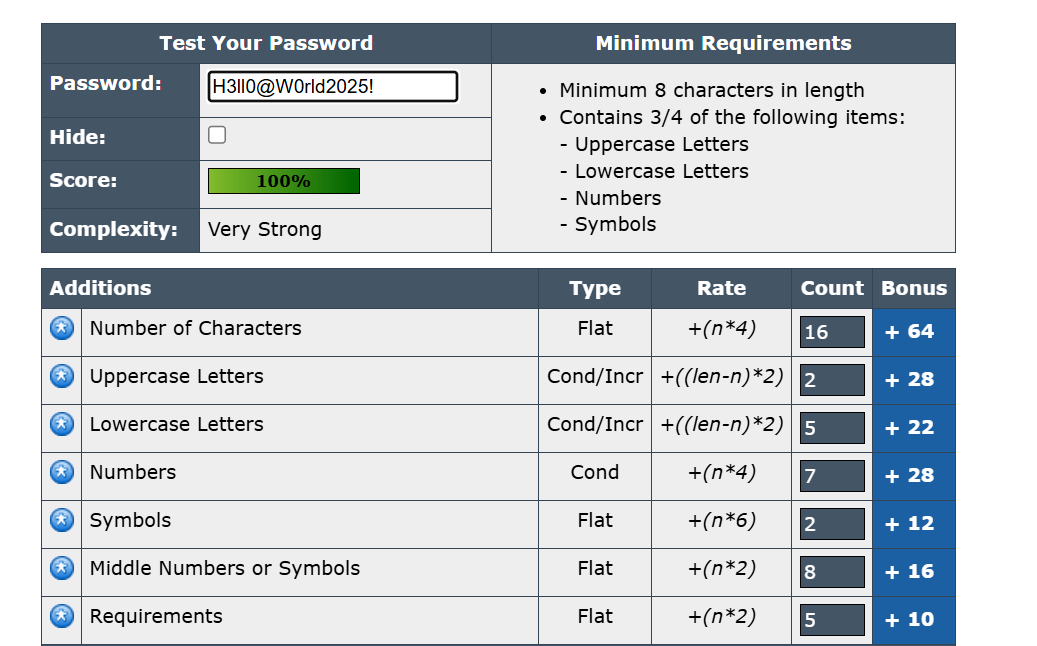 Test Your Password
Minimum Requirements
Password:
H3ll0@W0rld2025!
Hide:
Score:
100%
Complexity:
Very Strong
• Minimum 8 characters in length
• Contains 3/4 of the following items:
- Uppercase Letters
- Lowercase Letters
- Numbers
- Symbols
Additions Type Rate Count Bonus
Number of Characters Flat +(n*4) 16 + 64
Uppercase Letters Cond/Incr +((len-n)*2) 2 + 28
Lowercase Letters Cond/Incr +((len-n)*2) 5 + 22
Numbers Cond +(n*4) 7 + 28
Symbols Flat +(n*6) 2 + 12
Middle Numbers or Symbols Flat +(n*2) 8 + 16
Requirements Flat +(n*2) 5 + 10